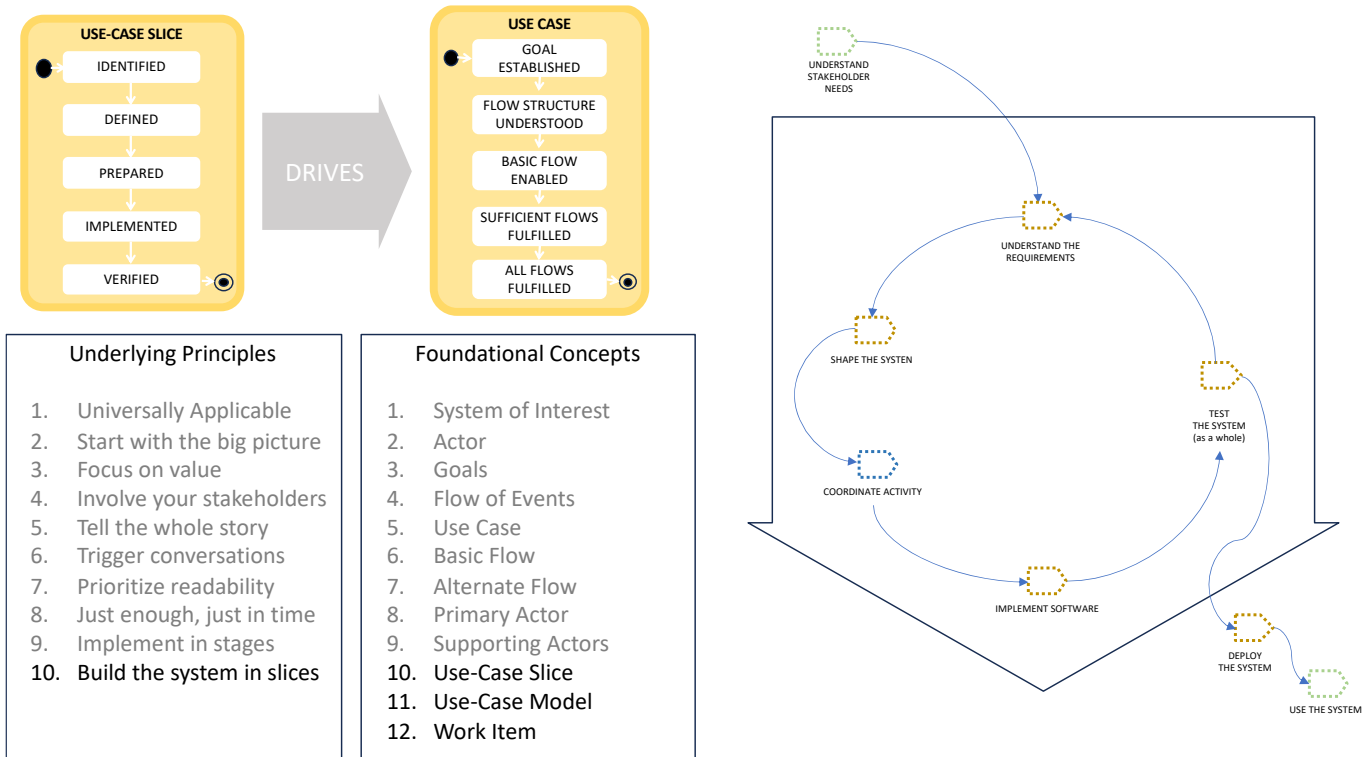 USE-CASE SLICE
IDENTIFIED
DEFINED
PREPARED
IMPLEMENTED
VERIFIED
DRIVES
USE CASE
GOAL
ESTABLISHED
FLOW STRUCTURE
UNDERSTOOD
BASIC FLOW
ENABLED
SUFFICIENT FLOWS
FULFILLED
ALL FLOWS
FULFILLED
Underlying Principles
1. Universally Applicable
2. Start with the big picture
3. Focus on value
4. Involve your stakeholders
5. Tell the whole story
6. Trigger conversations
7. Prioritize readability
8. Just enough, just in time
9. Implement in stages
10. Build the system in slices
Foundational Concepts
1. System of Interest
2. Actor
3. Goals
4. Flow of Events
5. Use Case
6. Basic Flow
7. Alternate Flow
8. Primary Actor
9. Supporting Actors
10. Use-Case Slice
11. Use-Case Model
12. Work Item
UNDERSTAND
STAKEHOLDER
NEEDS
UNDERSTAND THE
REQUIREMENTS
SHAPE THE SYSTEN
COORDINATE ACTIVITY
IMPLEMENT SOFTWARE
TEST
THE SYSTEM
(as a whole)
DEPLOY
THE SYSTEM
USE THE SYSTEM